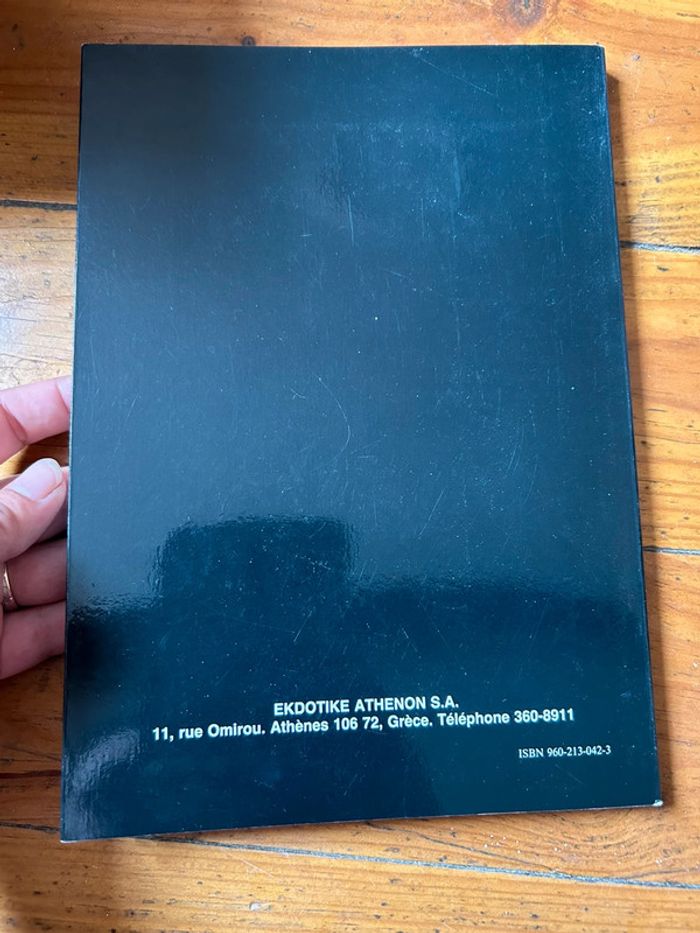 EKDOTIKE ATHENON S.A.
11, rue Omirou. Athènes 106 72, Grèce. Téléphone 360-8911
ISBN 960-213-042-3